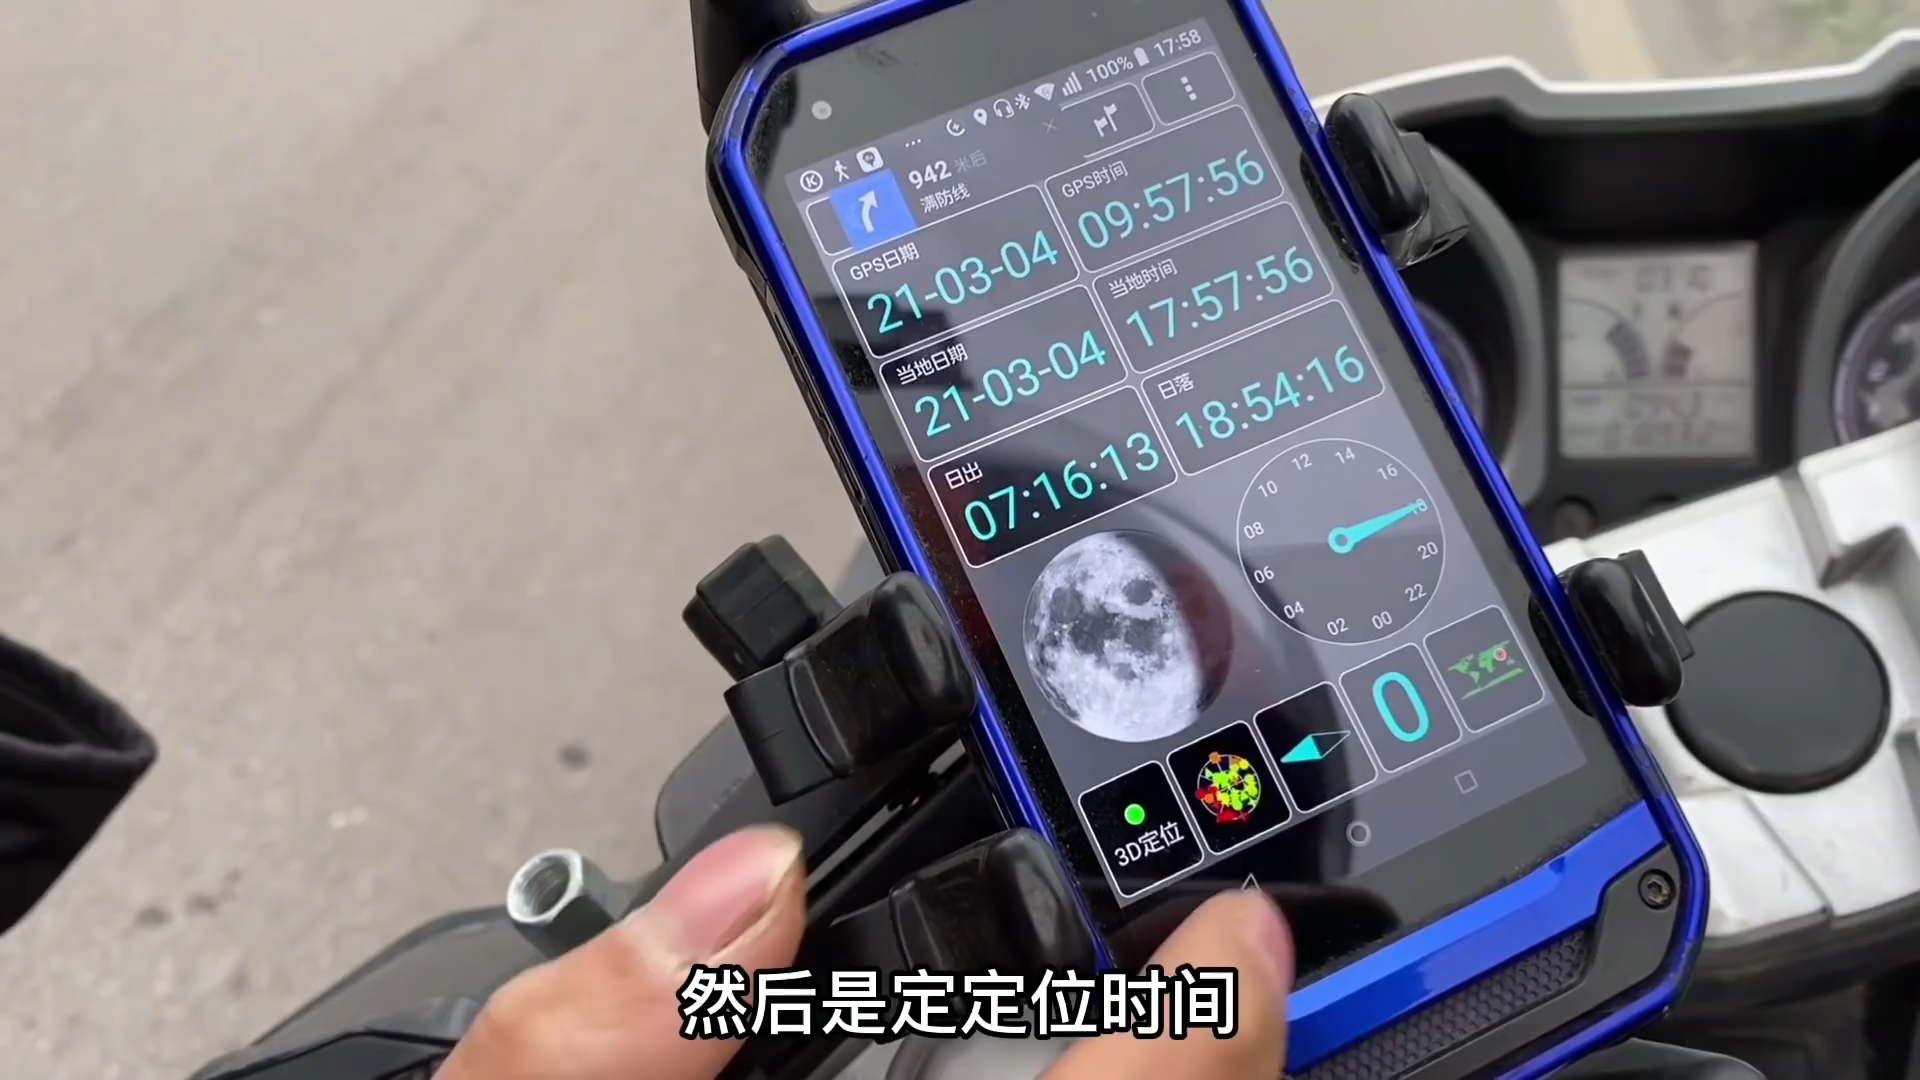 100% 17:58
942 米后
满防线
GPS时间
09:57:56
GPS日期
21-03-04
当地时间
17:57:56
当地日期
21-03-04
日落
18:54:16
日出
07:16:13
12 14 16 18 20 22 00 02 04 06 08 10
0
3D定位
然后是定定位时间